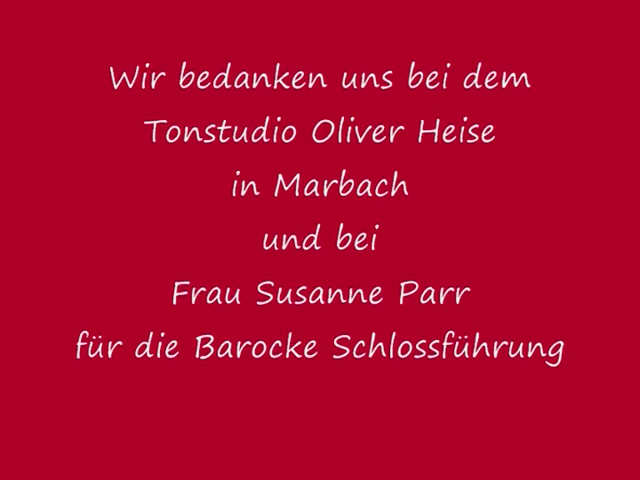 Wir bedanken uns bei dem
Tonstudio Oliver Heise
in Marbach
und bei
Frau Susanne Parr
für die Barocke Schlossführung